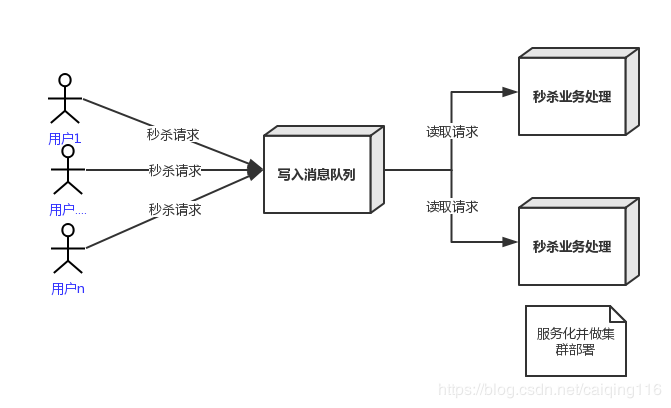 用户1
用户....
用户n
秒杀请求
秒杀请求
秒杀请求
写入消息队列
读取请求
读取请求
秒杀业务处理
秒杀业务处理
服务化并做集
群部署
https://blog.csdn.net/caiqing116